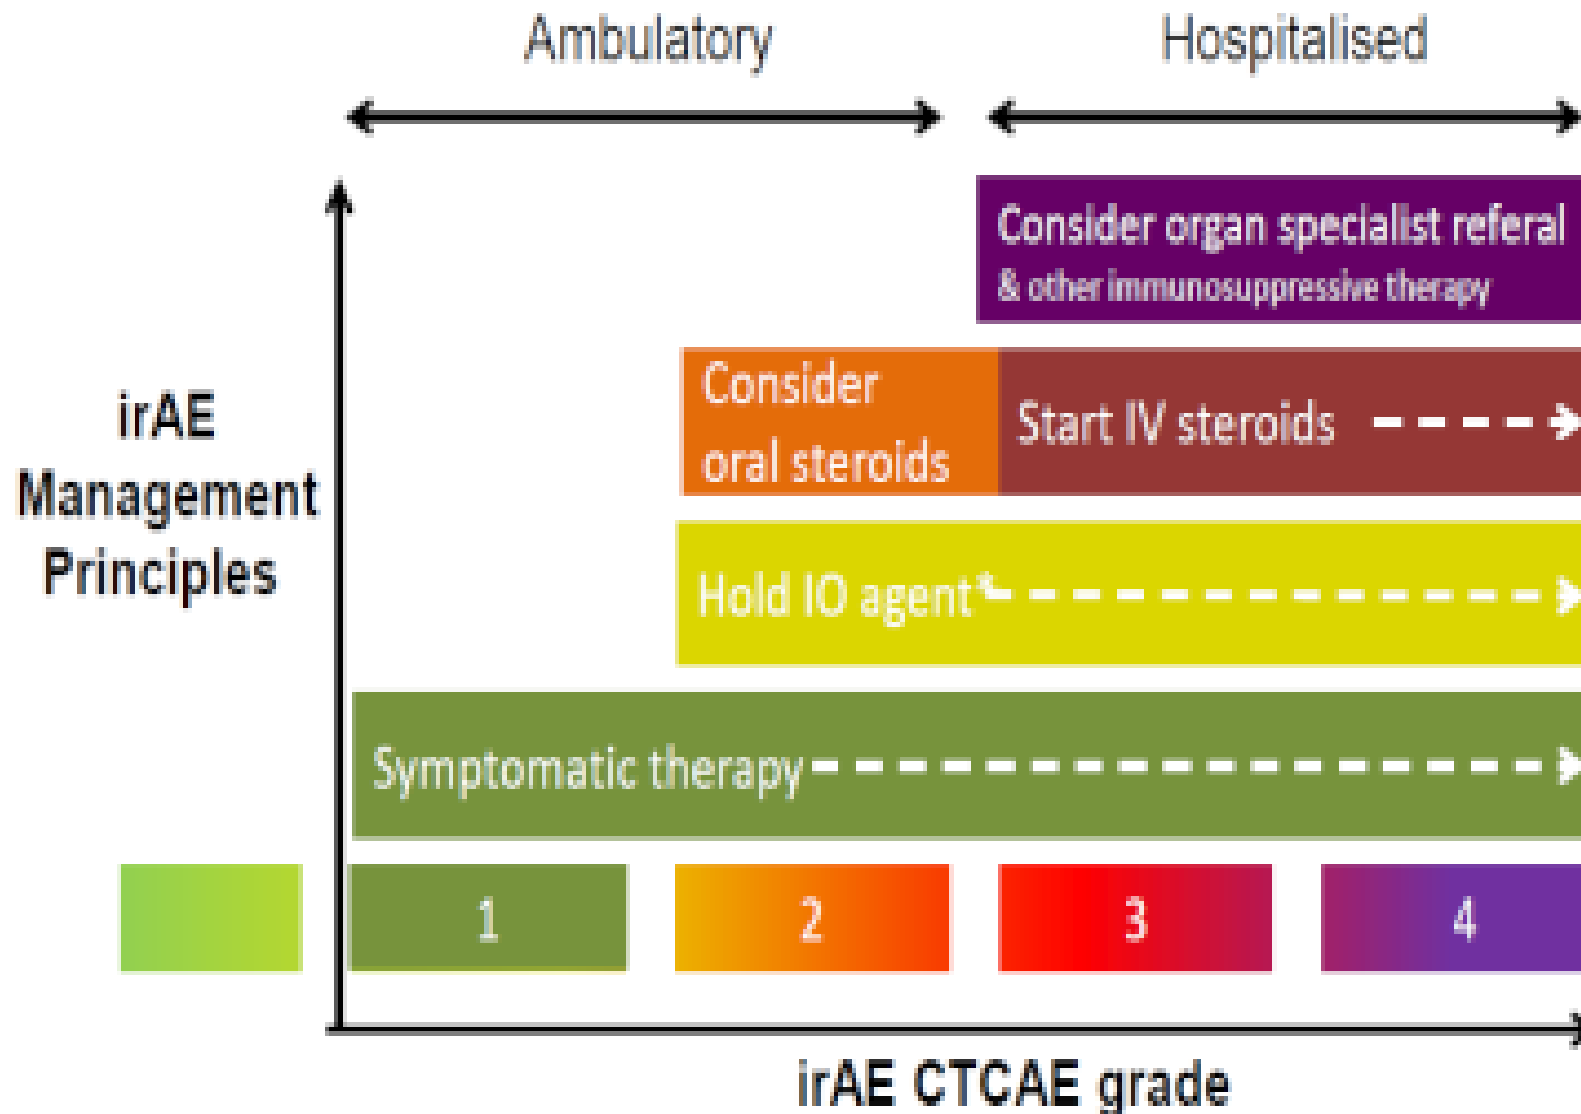 Ambulatory
Hospitalised
Consider organ specialist referal
& other immunosuppressive therapy
Consider
oral steroids
Start IV steroids
irAE
Management
Principles
Hold IO agent*
Symptomatic therapy
1
2
3
4
irAE CTCAE grade